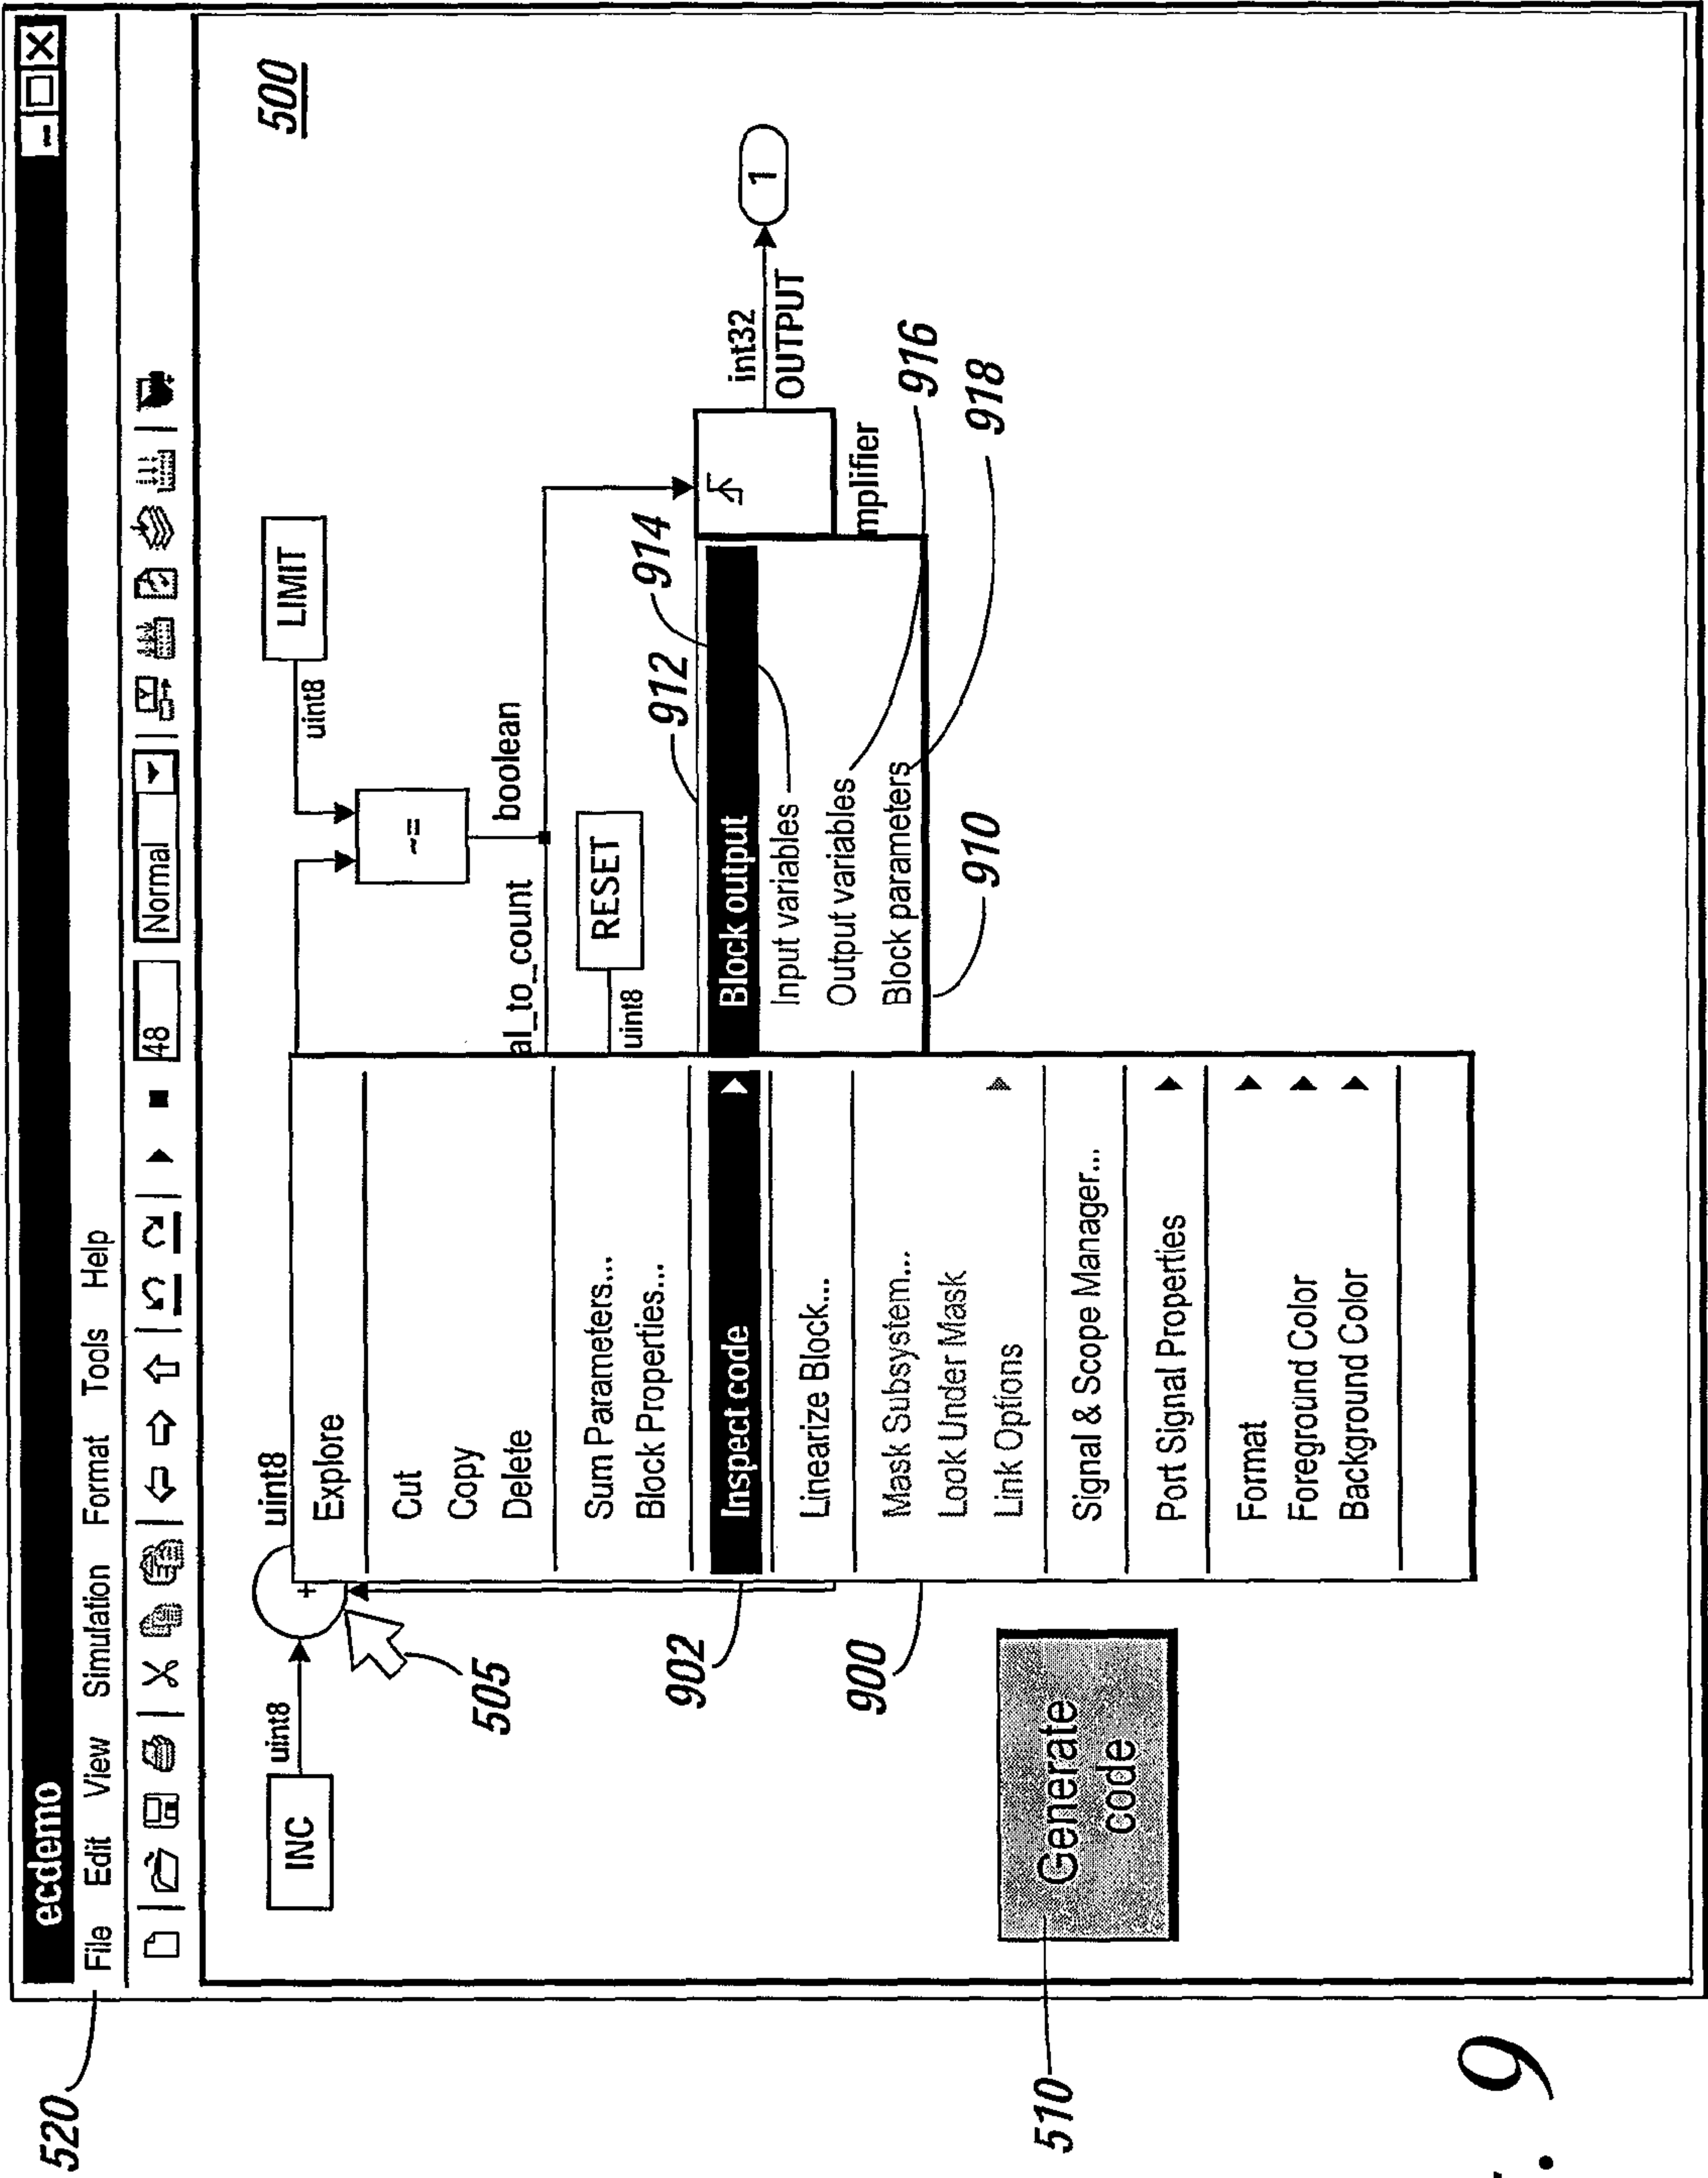 520
ecdemo
File Edit View Simulation Format Tools Help
48
Normal
500
INC
uint8
+
uint8
505
LIMIT
uint8
~=
boolean
al_to_count
RESET
uint8
Explore
Cut
Copy
Delete
Sum Parameters...
Block Properties...
Inspect code
Linearize Block...
Mask Subsystem...
Look Under Mask
Link Options
Signal & Scope Manager...
Port Signal Properties
Format
Foreground Color
Background Color
902
900
912
914
Block output
Input variables
Output variables
Block parameters
910
916
918
mplifier
int32
OUTPUT
1
Generate
code
510
. 9